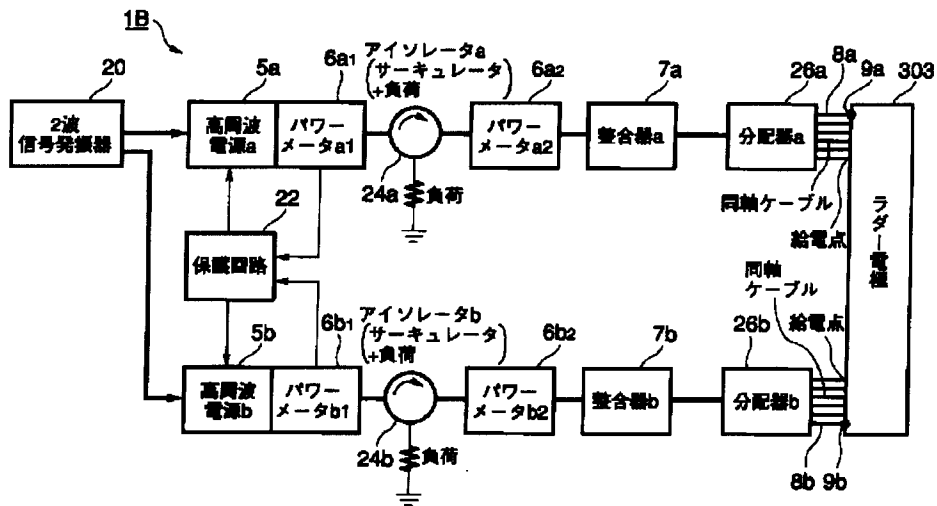 1B
20
2波
信号発振器
5a
高周波
電源a
6a1
パワー
メータa1
アイソレータa
(サーキュレータ
+負荷)
24a
負荷
6a2
パワー
メータa2
7a
整合器a
26a
分配器a
8a
9a
303
同軸ケーブル
給電点
ラダー電極
22
保護回路
5b
高周波
電源b
6b1
パワー
メータb1
アイソレータb
(サーキュレータ
+負荷)
24b
負荷
6b2
パワー
メータb2
7b
整合器b
26b
分配器b
同軸
ケーブル
給電点
8b
9b